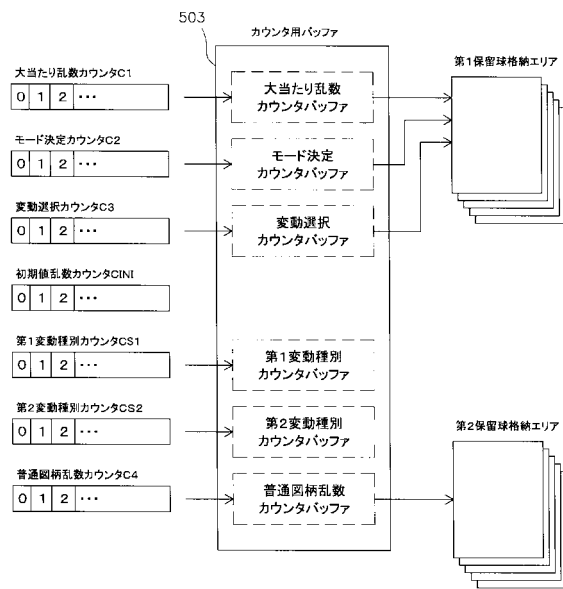 503
カウンタ用バッファ
第1保留球格納エリア
大当たり乱数カウンタC1
0 1 2 ・・・
大当たり乱数
カウンタバッファ
モード決定カウンタC2
0 1 2 ・・・
モード決定
カウンタバッファ
変動選択カウンタC3
0 1 2 ・・・
変動選択
カウンタバッファ
初期値乱数カウンタCINI
0 1 2 ・・・
第1変動種別カウンタCS1
0 1 2 ・・・
第1変動種別
カウンタバッファ
第2変動種別カウンタCS2
0 1 2 ・・・
第2変動種別
カウンタバッファ
第2保留球格納エリア
普通図柄乱数カウンタC4
0 1 2 ・・・
普通図柄乱数
カウンタバッファ